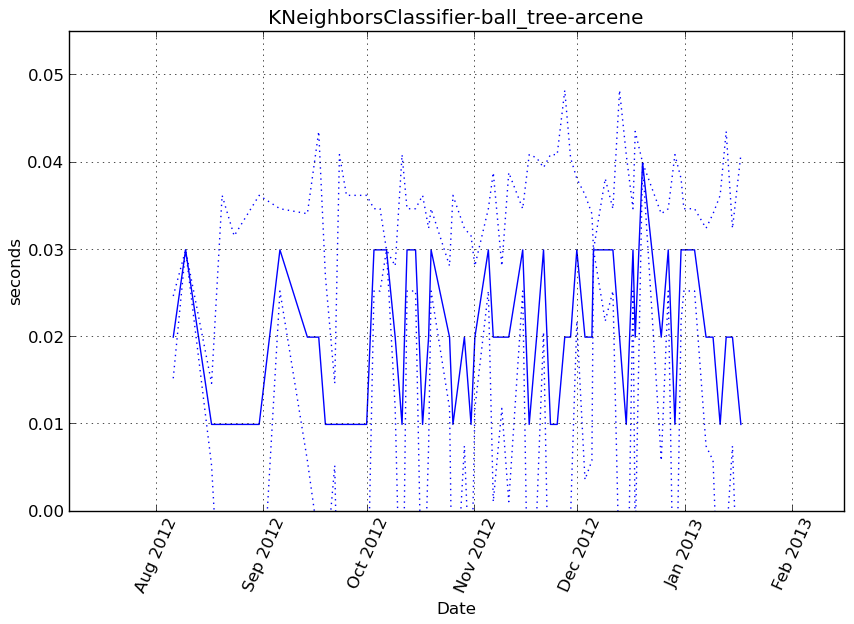 KNeighborsClassifier-ball_tree-arcene
0.05
0.04
0.03
0.02
0.01
0.00
seconds
Aug 2012
Sep 2012
Oct 2012
Nov 2012
Dec 2012
Jan 2013
Feb 2013
Date